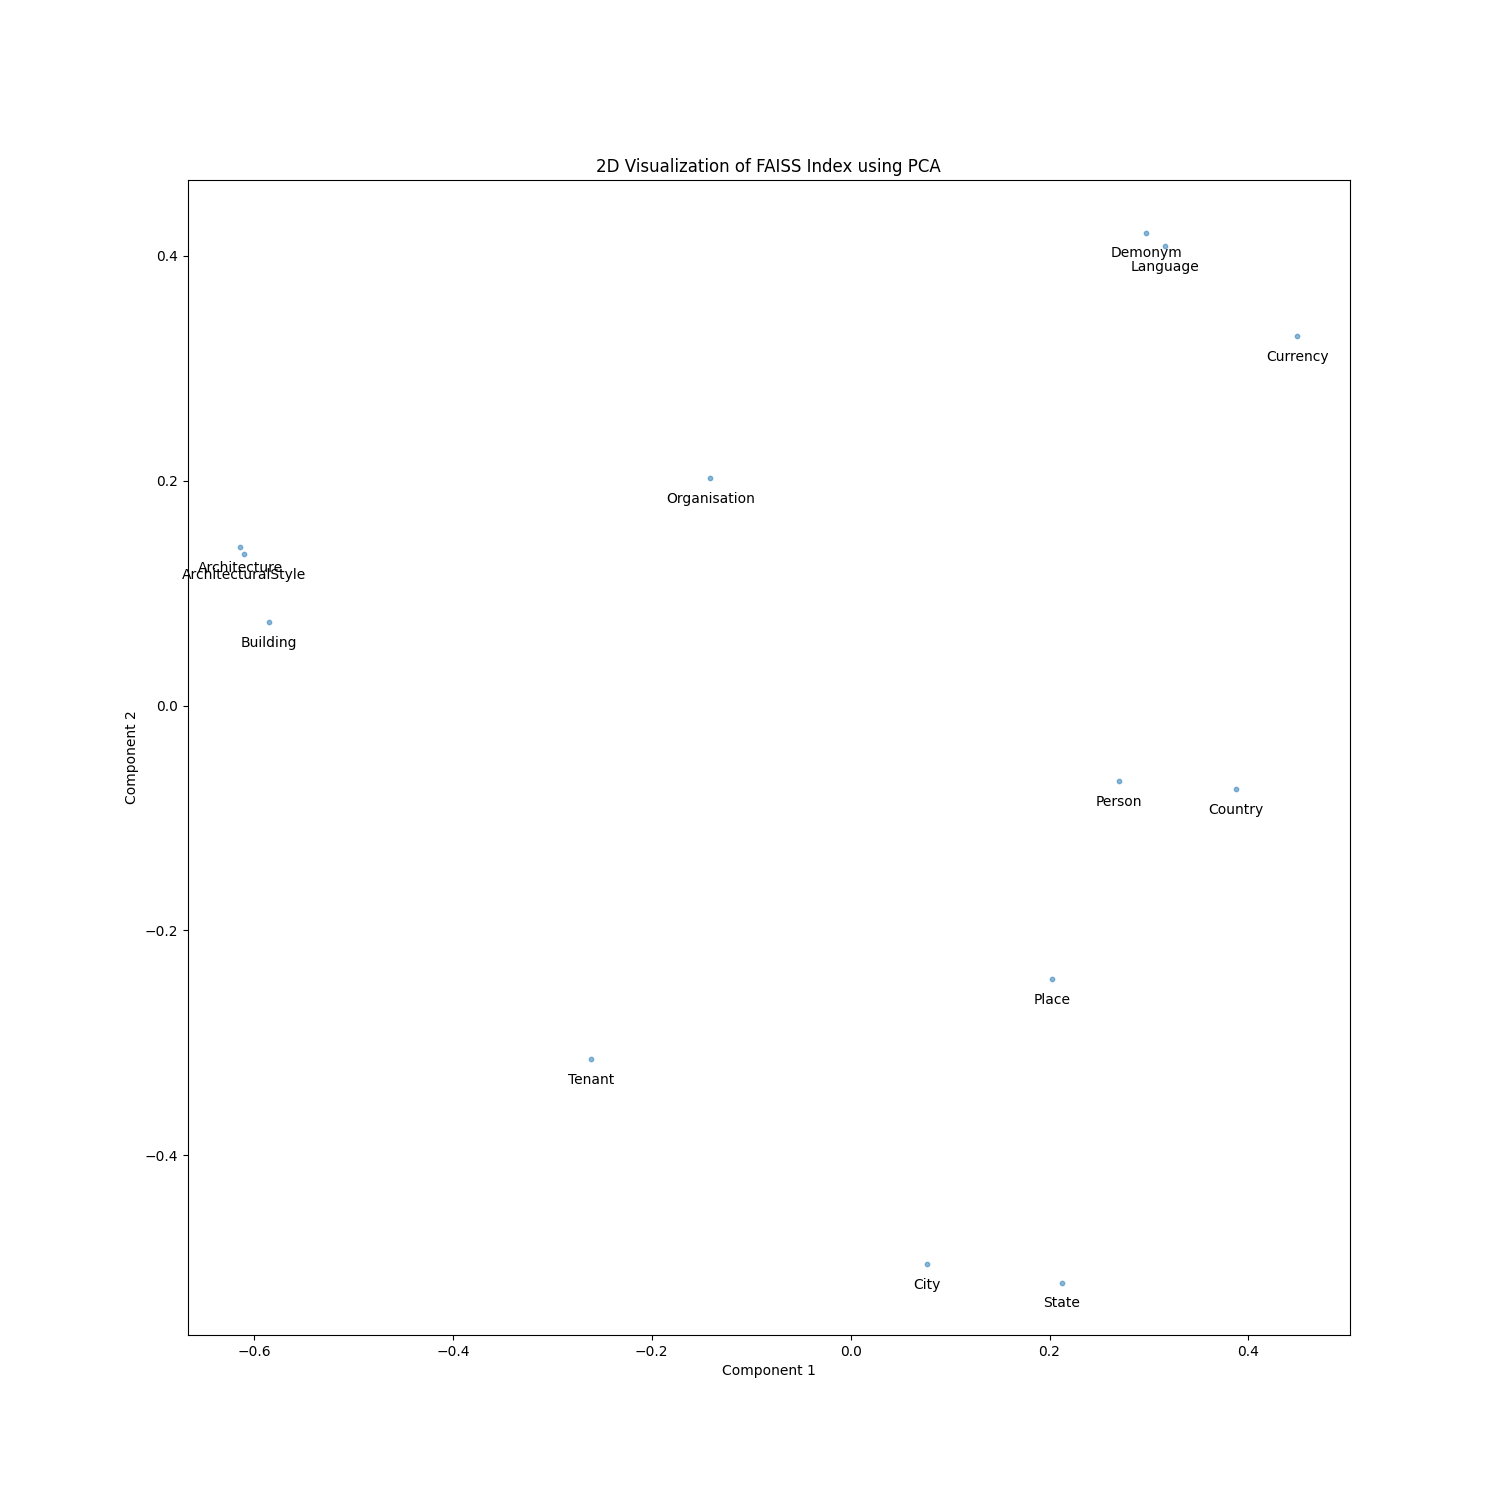 2D Visualization of FAISS Index using PCA
Demonym
Language
Currency
Organisation
Architecture
ArchitecturalStyle
Building
Person
Country
Place
Tenant
City
State
0.4
0.2
0.0
−0.2
−0.4
Component 2
−0.6
−0.4
−0.2
0.0
0.2
0.4
Component 1